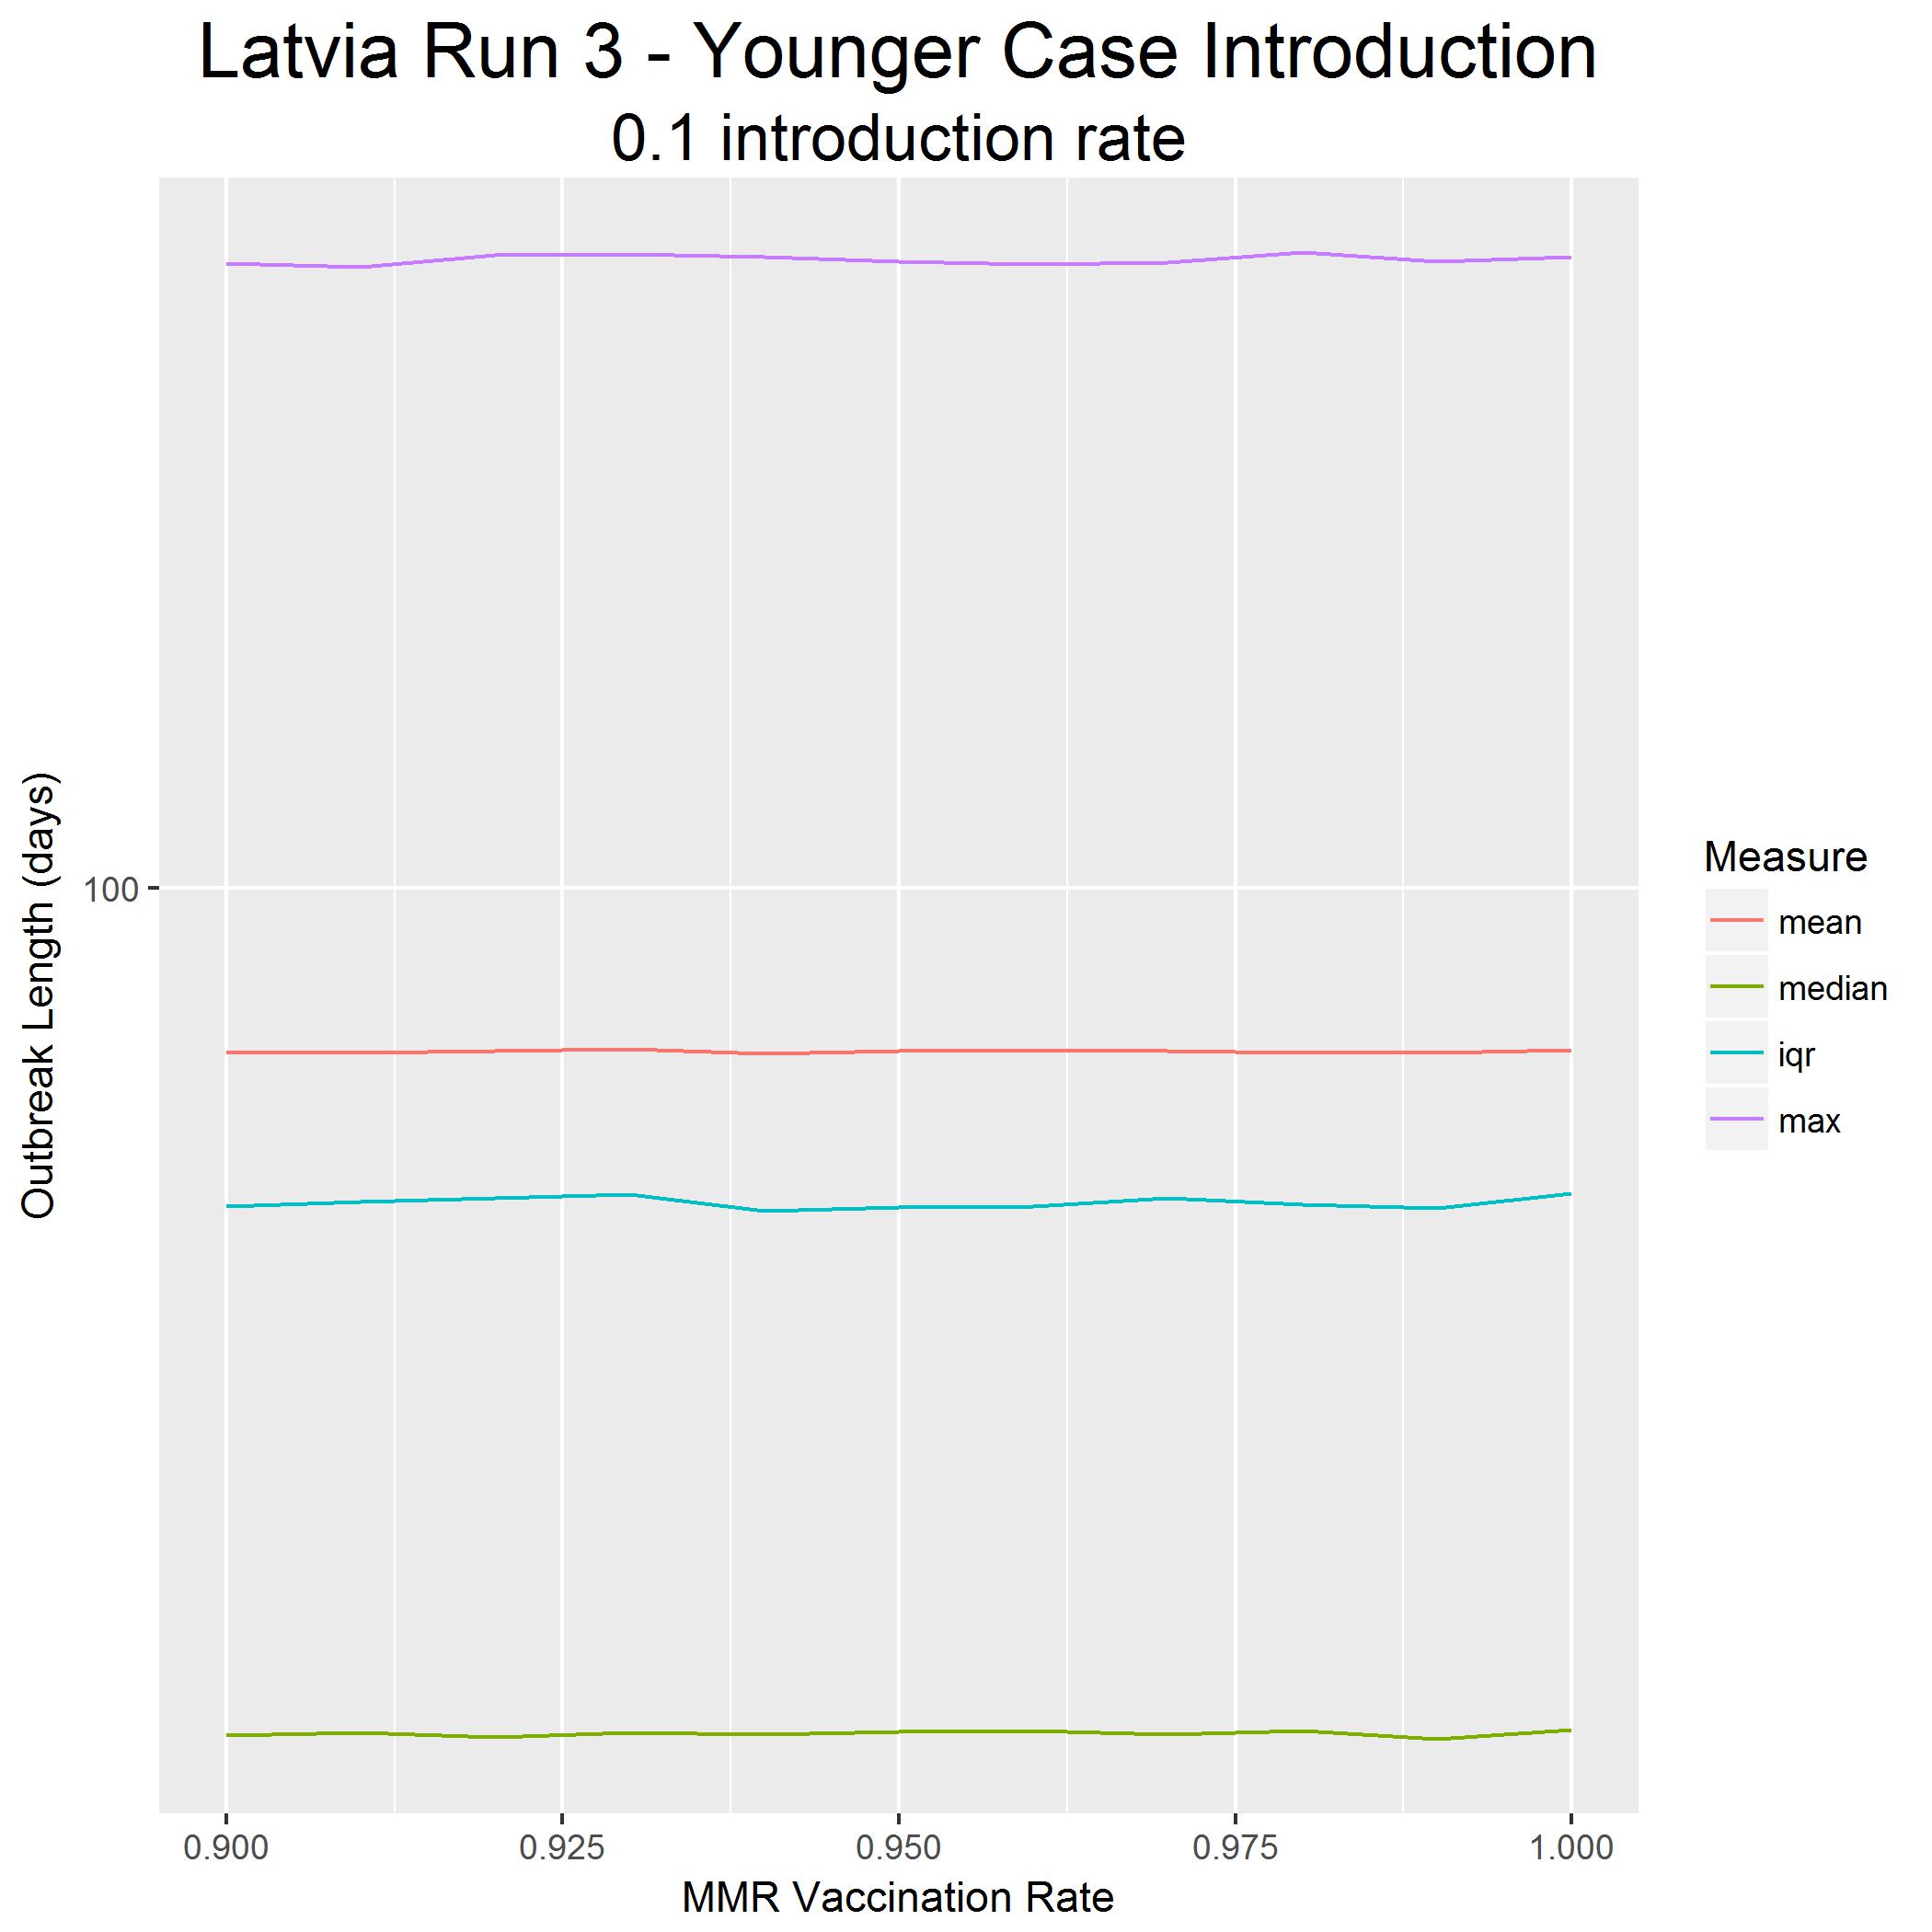 Latvia Run 3 - Younger Case Introduction
0.1 introduction rate
Outbreak Length (days)
100
0.900 0.925 0.950 0.975 1.000
MMR Vaccination Rate
Measure
mean
median
iqr
max